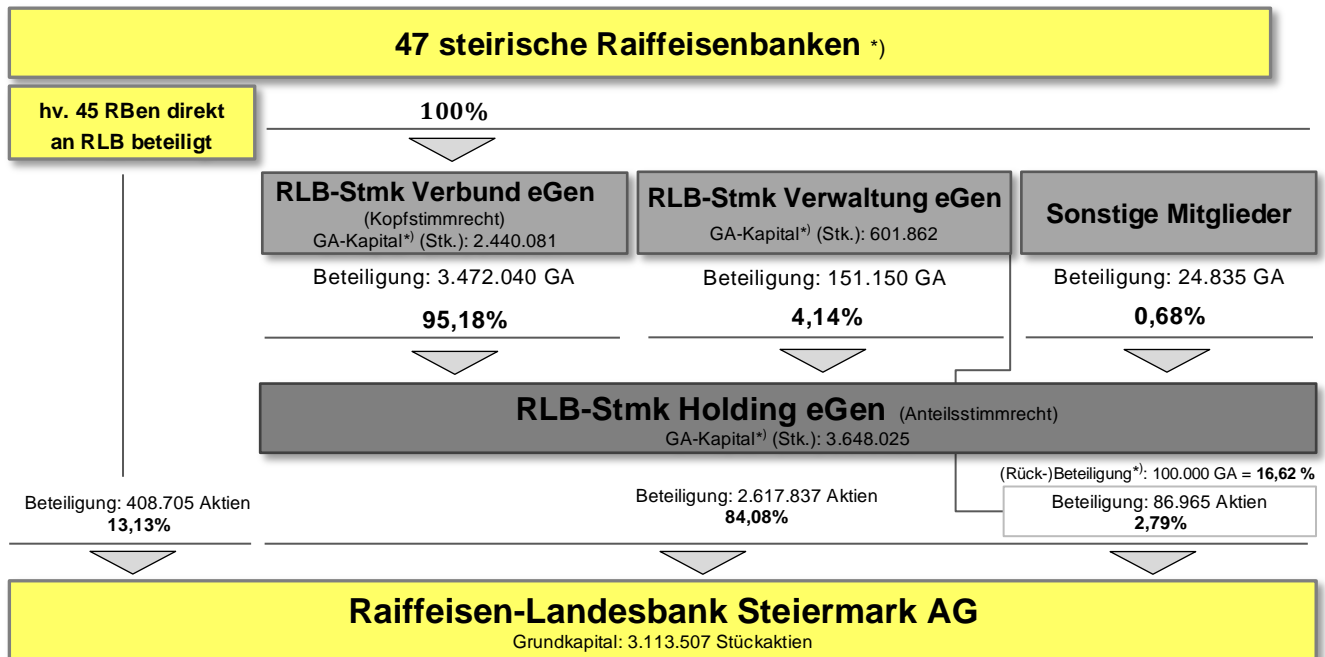 47 steirische Raiffeisenbanken *)
hv. 45 RBen direkt
an RLB beteiligt
100%
RLB-Stmk Verbund eGen
(Kopfstimmrecht)
GA-Kapital*) (Stk.): 2.440.081
RLB-Stmk Verwaltung eGen
GA-Kapital*) (Stk.): 601.862
Sonstige Mitglieder
Beteiligung: 3.472.040 GA
95,18%
Beteiligung: 151.150 GA
4,14%
Beteiligung: 24.835 GA
0,68%
RLB-Stmk Holding eGen (Anteilsstimmrecht)
GA-Kapital*) (Stk.): 3.648.025
(Rück-)Beteiligung*): 100.000 GA = 16,62 %
Beteiligung: 408.705 Aktien
13,13%
Beteiligung: 2.617.837 Aktien
84,08%
Beteiligung: 86.965 Aktien
2,79%
Raiffeisen-Landesbank Steiermark AG
Grundkapital: 3.113.507 Stückaktien